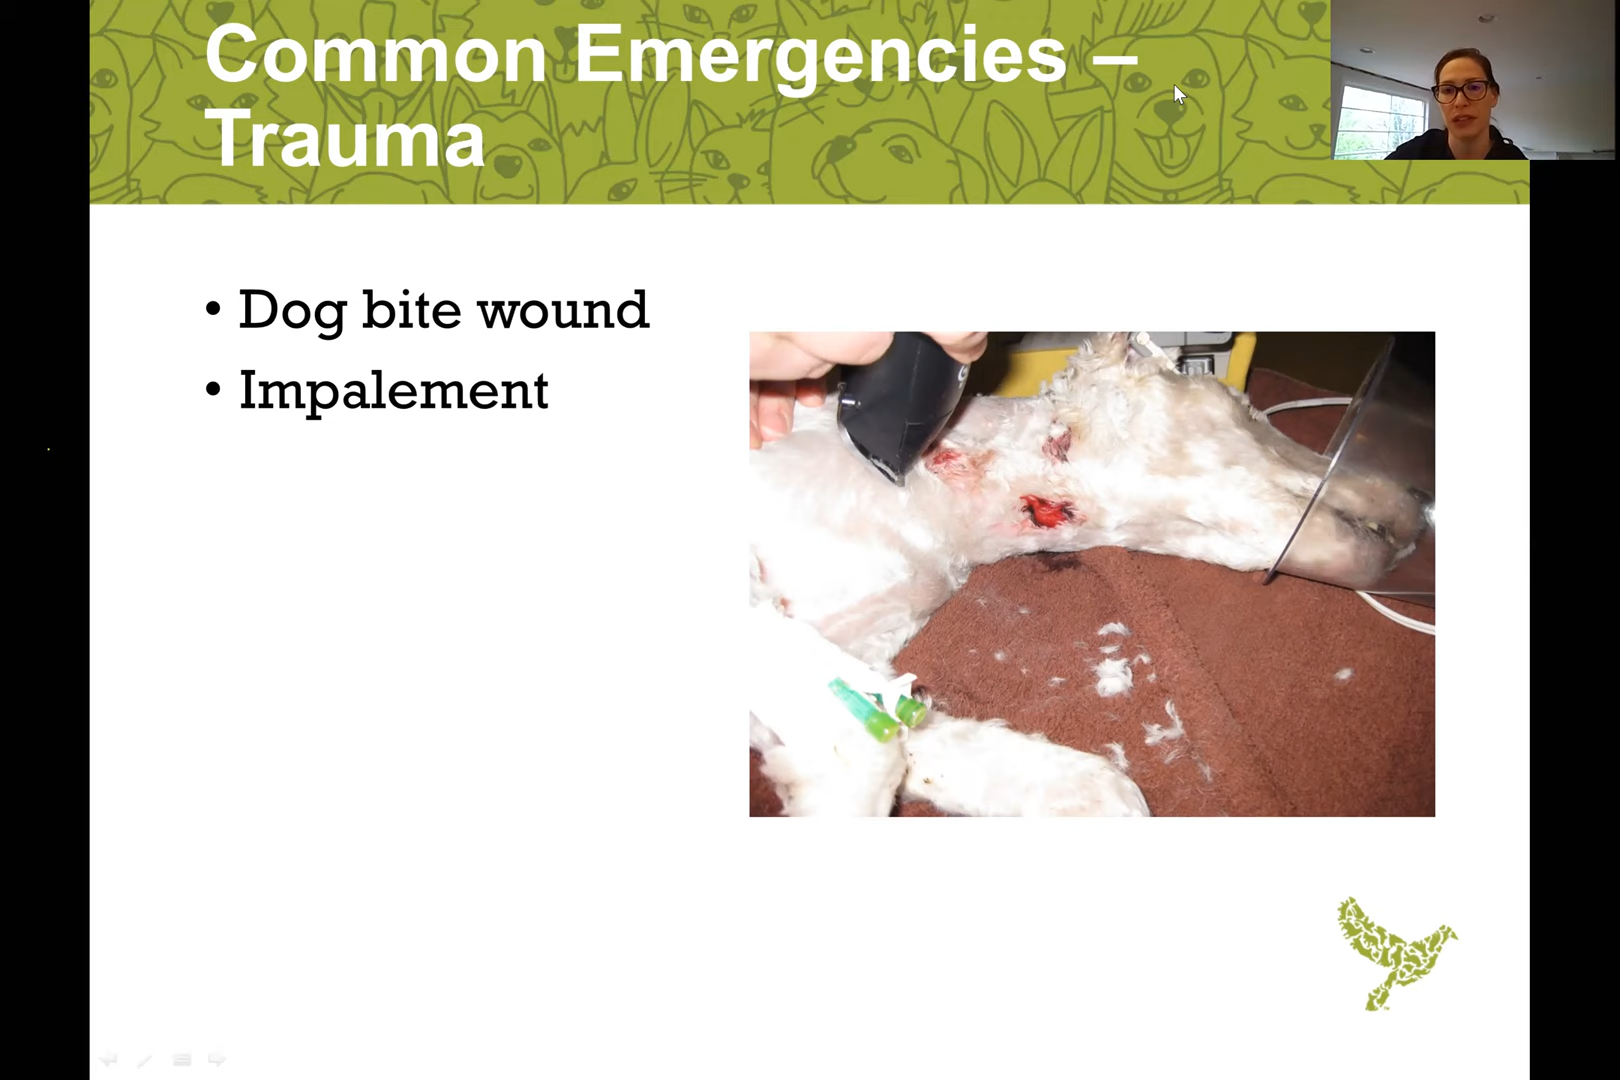 Common Emergencies –
Trauma
• Dog bite wound
• Impalement